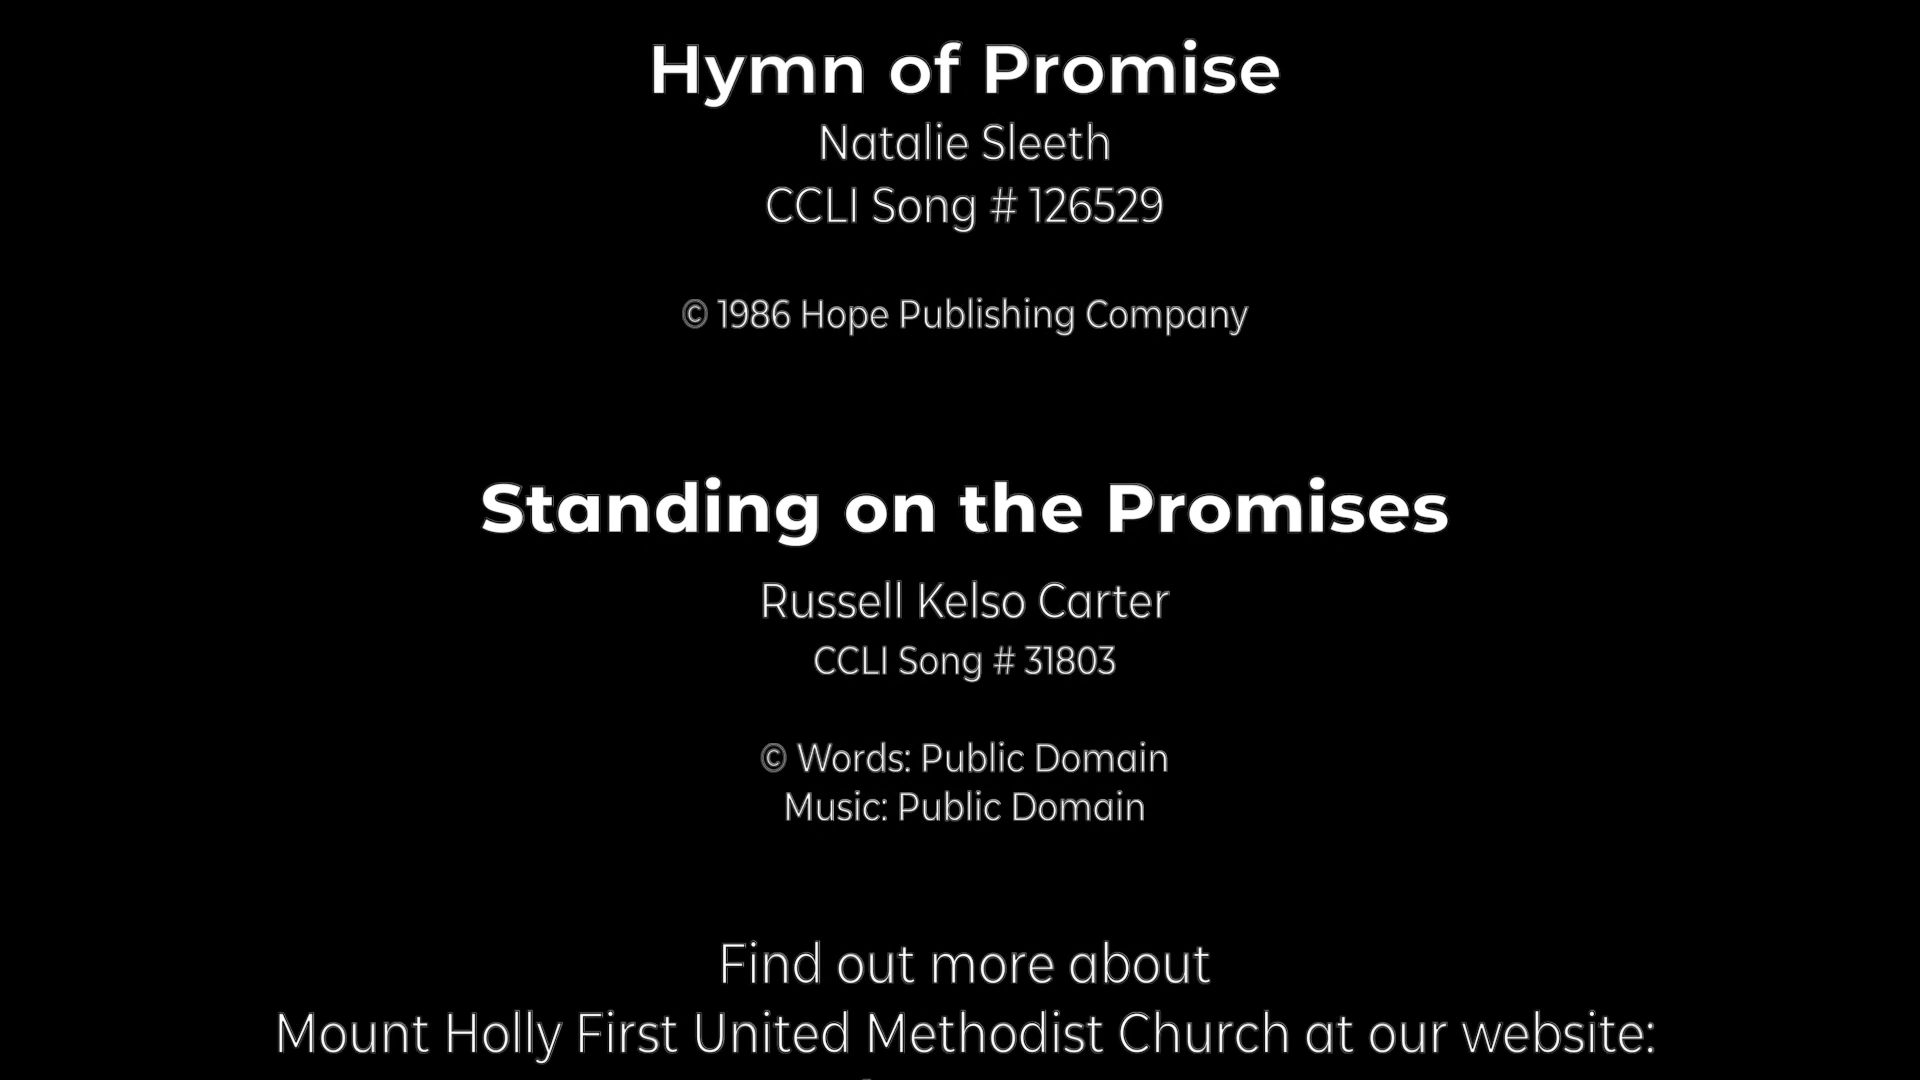 Hymn of Promise
Natalie Sleeth
CCLI Song # 126529
© 1986 Hope Publishing Company
Standing on the Promises
Russell Kelso Carter
CCLI Song # 31803
© Words: Public Domain
Music: Public Domain
Find out more about
Mount Holly First United Methodist Church at our website: